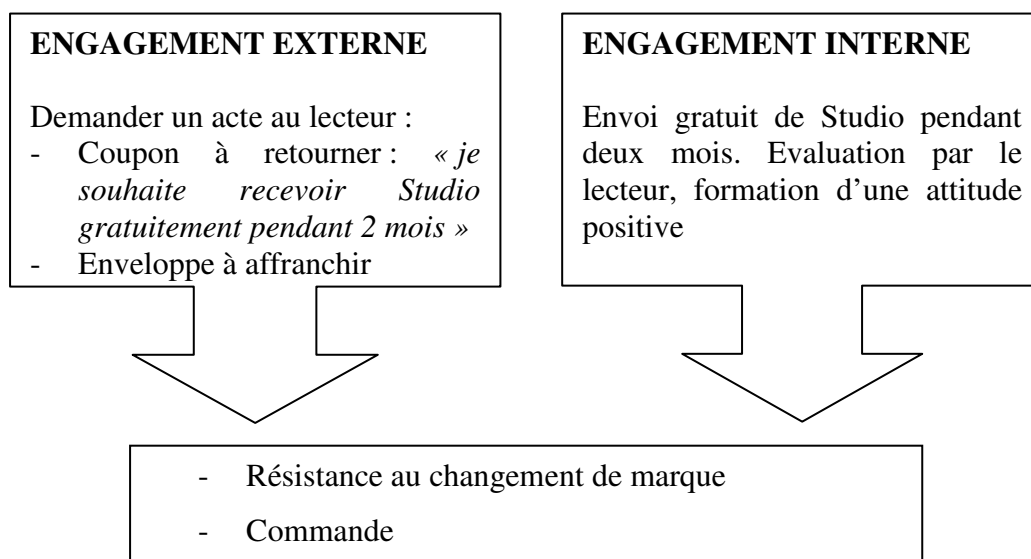 ENGAGEMENT EXTERNE
Demander un acte au lecteur :
- Coupon à retourner : « je
souhaite recevoir Studio
gratuitement pendant 2 mois »
- Enveloppe à affranchir
ENGAGEMENT INTERNE
Envoi gratuit de Studio pendant
deux mois. Evaluation par le
lecteur, formation d’une attitude
positive
- Résistance au changement de marque
- Commande